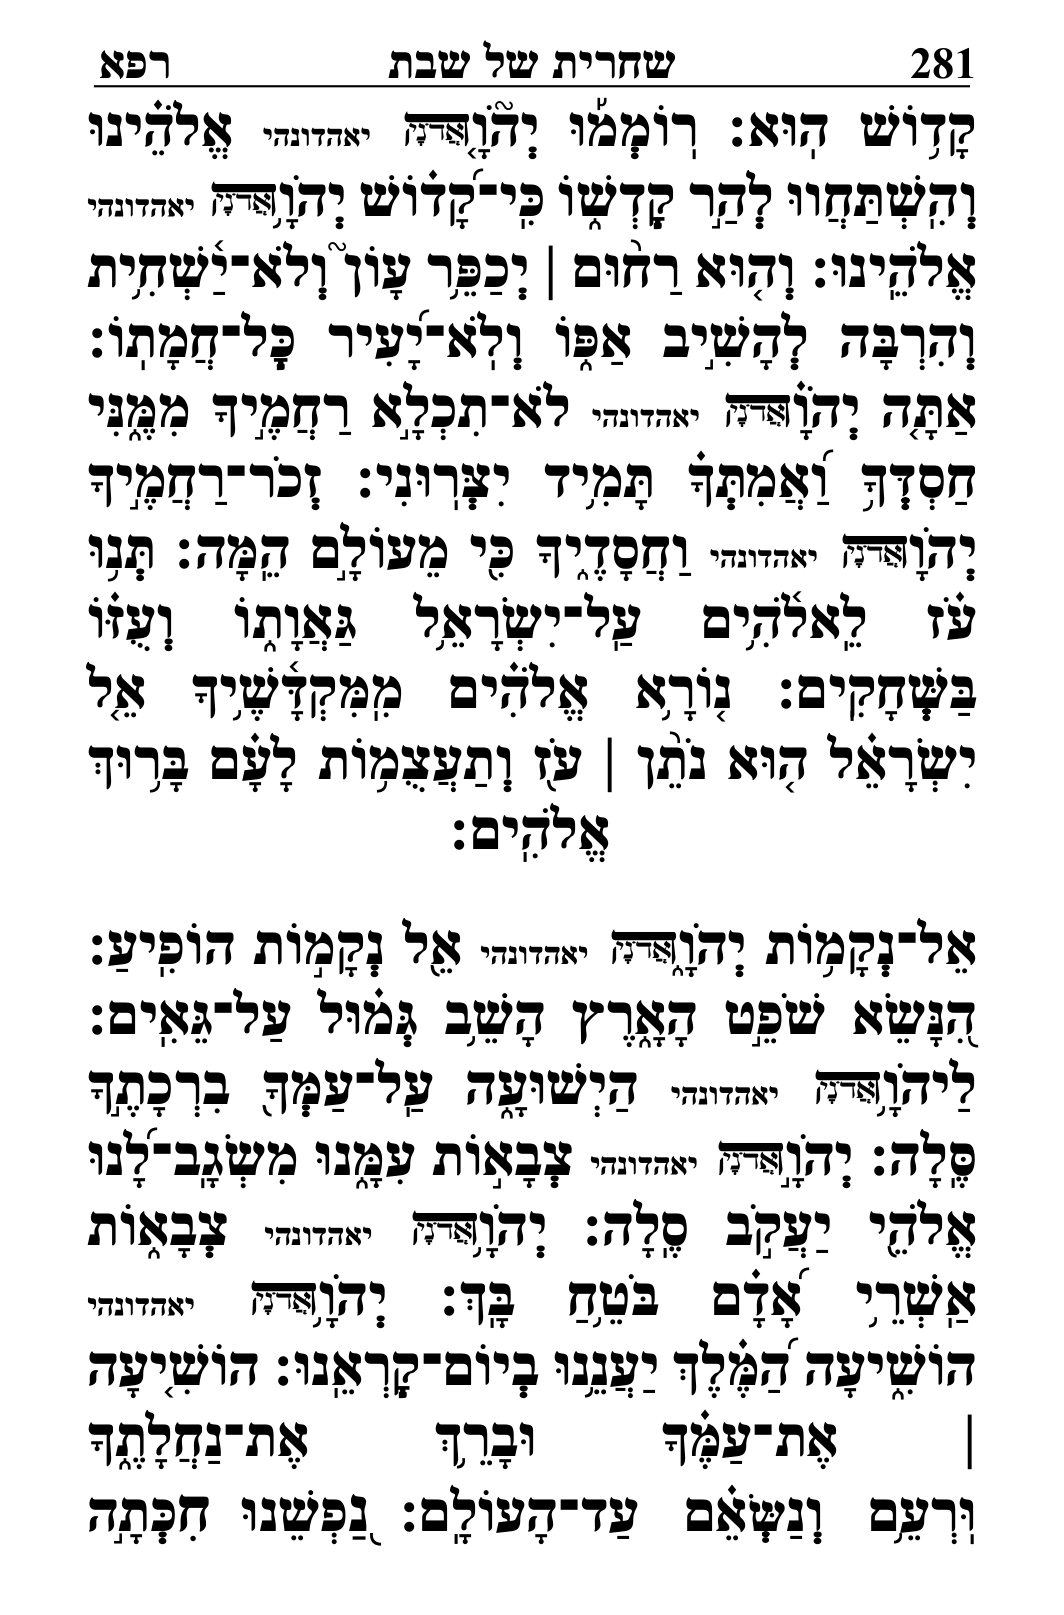 281 שחרית של שבת רפא
קָד֥וֹשׁ הֽוּא׃ רֽוֹמְמ֡וּ יְ֘הֹוָ֤אֲדֹנָי יאהדונהי אֱלֹהֵ֗ינוּ
וְֽהִשְׁתַּחֲווּ לְהַ֣ר קׇדְשׁ֑וֹ כִּֽי־קָ֝ד֗וֹשׁ יְהֹוָ֥אֲדֹנָי יאהדונהי
אֱלֹהֵֽינוּ׃ וְה֤וּא רַח֨וּם | יְכַפֵּ֥ר עָוֺן֮ וְֽלֹא־יַ֫שְׁחִ֥ית
וְהִרְבָּה לְהָשִׁ֣יב אַפּ֑וֹ וְלֹֽא־יָ֝עִיר כׇּל־חֲמָתֽוֹ׃
אַתָּ֤ה יְהֹוָ֗אֲדֹנָי יאהדונהי לֹא־תִכְלָ֣א רַחֲמֶ֣יךָ מִמֶּ֑נִּי
חַסְדְּךָ֥ וַ֝אֲמִתְּךָ֗ תָּמִ֥יד יִצְּרֽוּנִי׃ זְכֹר־רַחֲמֶ֣יךָ
יְהֹוָ֭אֲדֹנָי יאהדונהי וַחֲסָדֶ֑יךָ כִּ֖י מֵעוֹלָ֣ם הֵֽמָּה׃ תְּנ֥וּ
עֹ֗ז לֵֽאלֹ֫הִ֥ים עַֽל־יִשְׂרָאֵ֥ל גַּאֲוָת֑וֹ וְ֝עֻזּ֗וֹ
בַּשְּׁחָקִֽים׃ נ֤וֹרָ֥א אֱלֹהִ֗ים מִֽמִּקְדָּ֫שֶׁ֥יךָ אֵ֤ל
יִשְׂרָאֵ֗ל ה֤וּא נֹתֵ֨ן | עֹ֖ז וְתַעֲצֻמ֥וֹת לָעָ֗ם בָּר֥וּךְ
אֱלֹהִֽים׃
אֵל־נְקָמ֥וֹת יְהֹוָ֑אֲדֹנָי יאהדונהי אֵ֖ל נְקָמ֣וֹת הוֹפִֽיעַ׃
הִ֭נָּשֵׂא שֹׁפֵ֣ט הָאָ֑רֶץ הָשֵׁ֥ב גְּמ֗וּל עַל־גֵּאִֽים׃
לַיהֹוָ֥אֲדֹנָי יאהדונהי הַיְשׁוּעָ֑ה עַֽל־עַמְּךָ֖ בִרְכָתֶ֣ךָ
סֶּֽלָה׃ יְהֹוָ֣אֲדֹנָי יאהדונהי צְבָא֣וֹת עִמָּ֑נוּ מִשְׂגָּֽב־לָ֝נוּ
אֱלֹהֵ֖י יַעֲקֹ֣ב סֶֽלָה׃ יְהֹוָ֥אֲדֹנָי יאהדונהי צְבָא֑וֹת
אַֽשְׁרֵ֥י אָ֝דָ֗ם בֹּטֵ֥חַ בָּֽךְ׃ יְהֹוָ֥אֲדֹנָי יאהדונהי
הוֹשִׁ֑יעָה הַ֝מֶּ֗לֶךְ יַעֲנֵ֥נוּ בְיוֹם־קׇרְאֵֽנוּ׃ הוֹשִׁ֤יעָה
| אֶת־עַמֶּ֗ךָ וּבָרֵ֥ךְ אֶת־נַחֲלָתֶ֑ךָ
וּֽרְעֵ֥ם וְ֝נַשְּׂאֵ֗ם עַד־הָעוֹלָֽם׃ נַ֭פְשֵׁנוּ חִכְּתָ֣ה